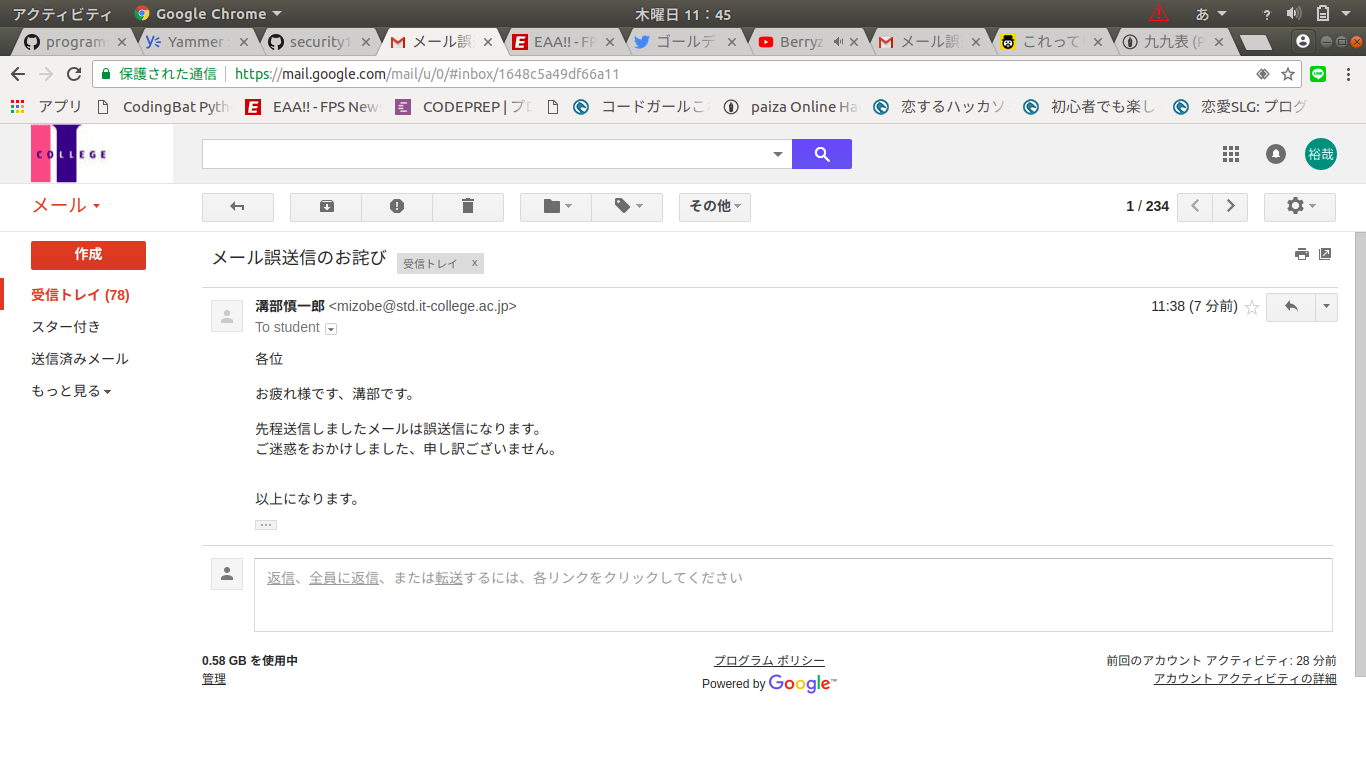 アクティビティ Google Chrome 木曜日 11：45 あ ?
program Yammer security1 メール誤 EAA!! - FP ゴールデ Berryz メール誤 これって 九九表 (P
保護された通信 https://mail.google.com/mail/u/0/#inbox/1648c5a49df66a11
アプリ CodingBat Pyth EAA!! - FPS New CODEPREP | プロ コードガールこ paiza Online Ha 恋するハッカソ 初心者でも楽し 恋愛SLG: プログ
COLLEGE
裕哉
メール
その他
1 / 234
作成
メール誤送信のお詫び 受信トレイ x
受信トレイ (78)
スター付き
送信済みメール
もっと見る
溝部慎一郎 <mizobe@std.it-college.ac.jp> 11:38 (7 分前)
To student
各位
お疲れ様です、溝部です。
先程送信しましたメールは誤送信になります。
ご迷惑をおかけしました、申し訳ございません。
以上になります。
返信、全員に返信、または転送するには、各リンクをクリックしてください
0.58 GB を使用中
管理
プログラム ポリシー
Powered by Google™
前回のアカウント アクティビティ: 28 分前
アカウント アクティビティの詳細